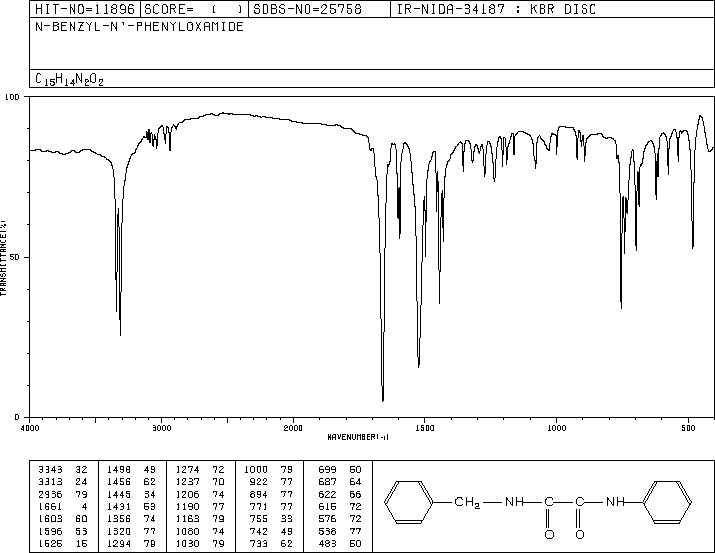 HIT-NO=11896 SCORE= ( ) SDBS-NO=25758 IR-NIDA-34187 : KBR DISC
N-BENZYL-N'-PHENYLOXAMIDE
C15H14N2O2
100
50
0
TRANSMITTANCE(%)
4000 3000 2000 1500 1000 500
WAVENUMBER(-1)
3343 32 1498 49 1274 72 1000 79 699 50
3313 24 1456 62 1237 70 922 77 687 64
2936 79 1445 34 1206 74 894 77 622 66
1661 4 1431 53 1190 77 771 77 616 72
1603 60 1356 74 1163 79 755 33 576 72
1596 53 1320 77 1080 74 742 49 538 77
1525 15 1294 79 1030 79 733 62 483 50
CH2 NH C C NH
O O